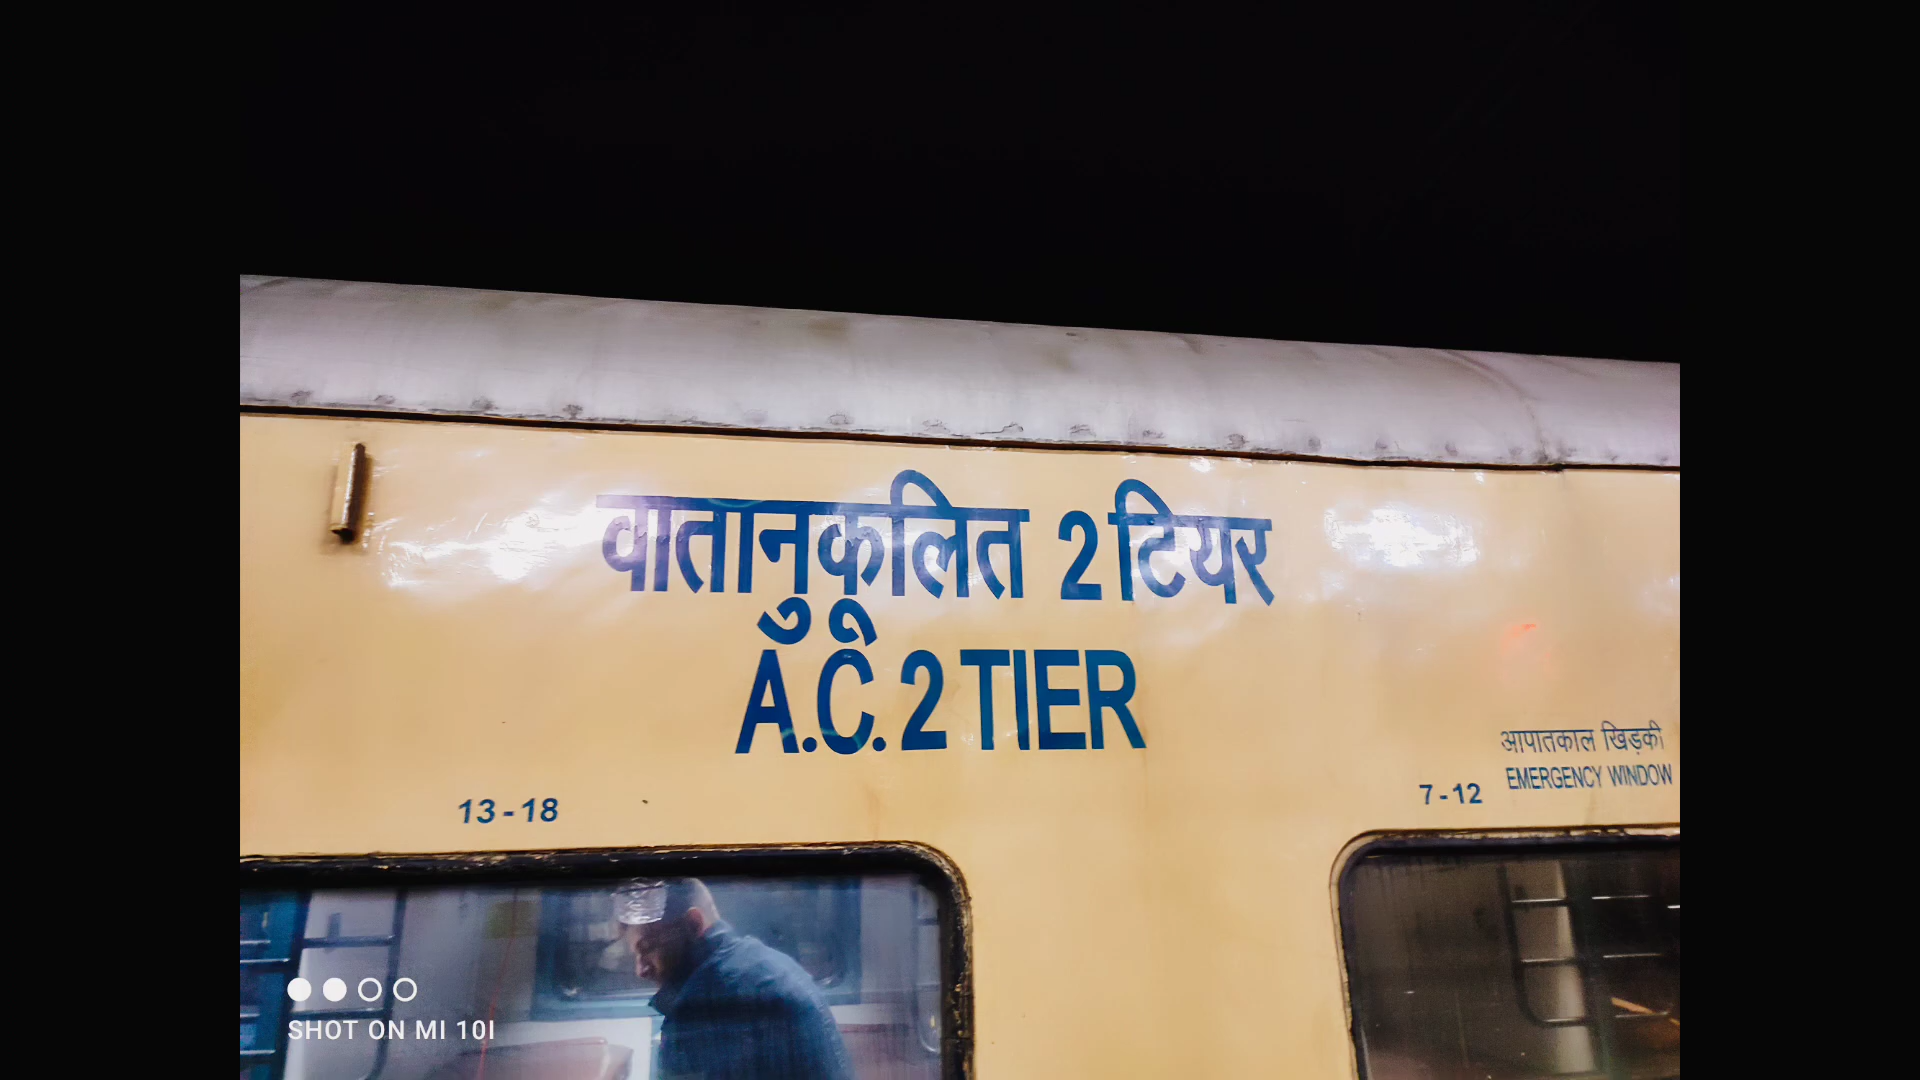 वातानुकूलित 2 टियर
A.C. 2 TIER
आपातकाल खिड़की
EMERGENCY WINDOW
7-12
13-18
SHOT ON MI 10I